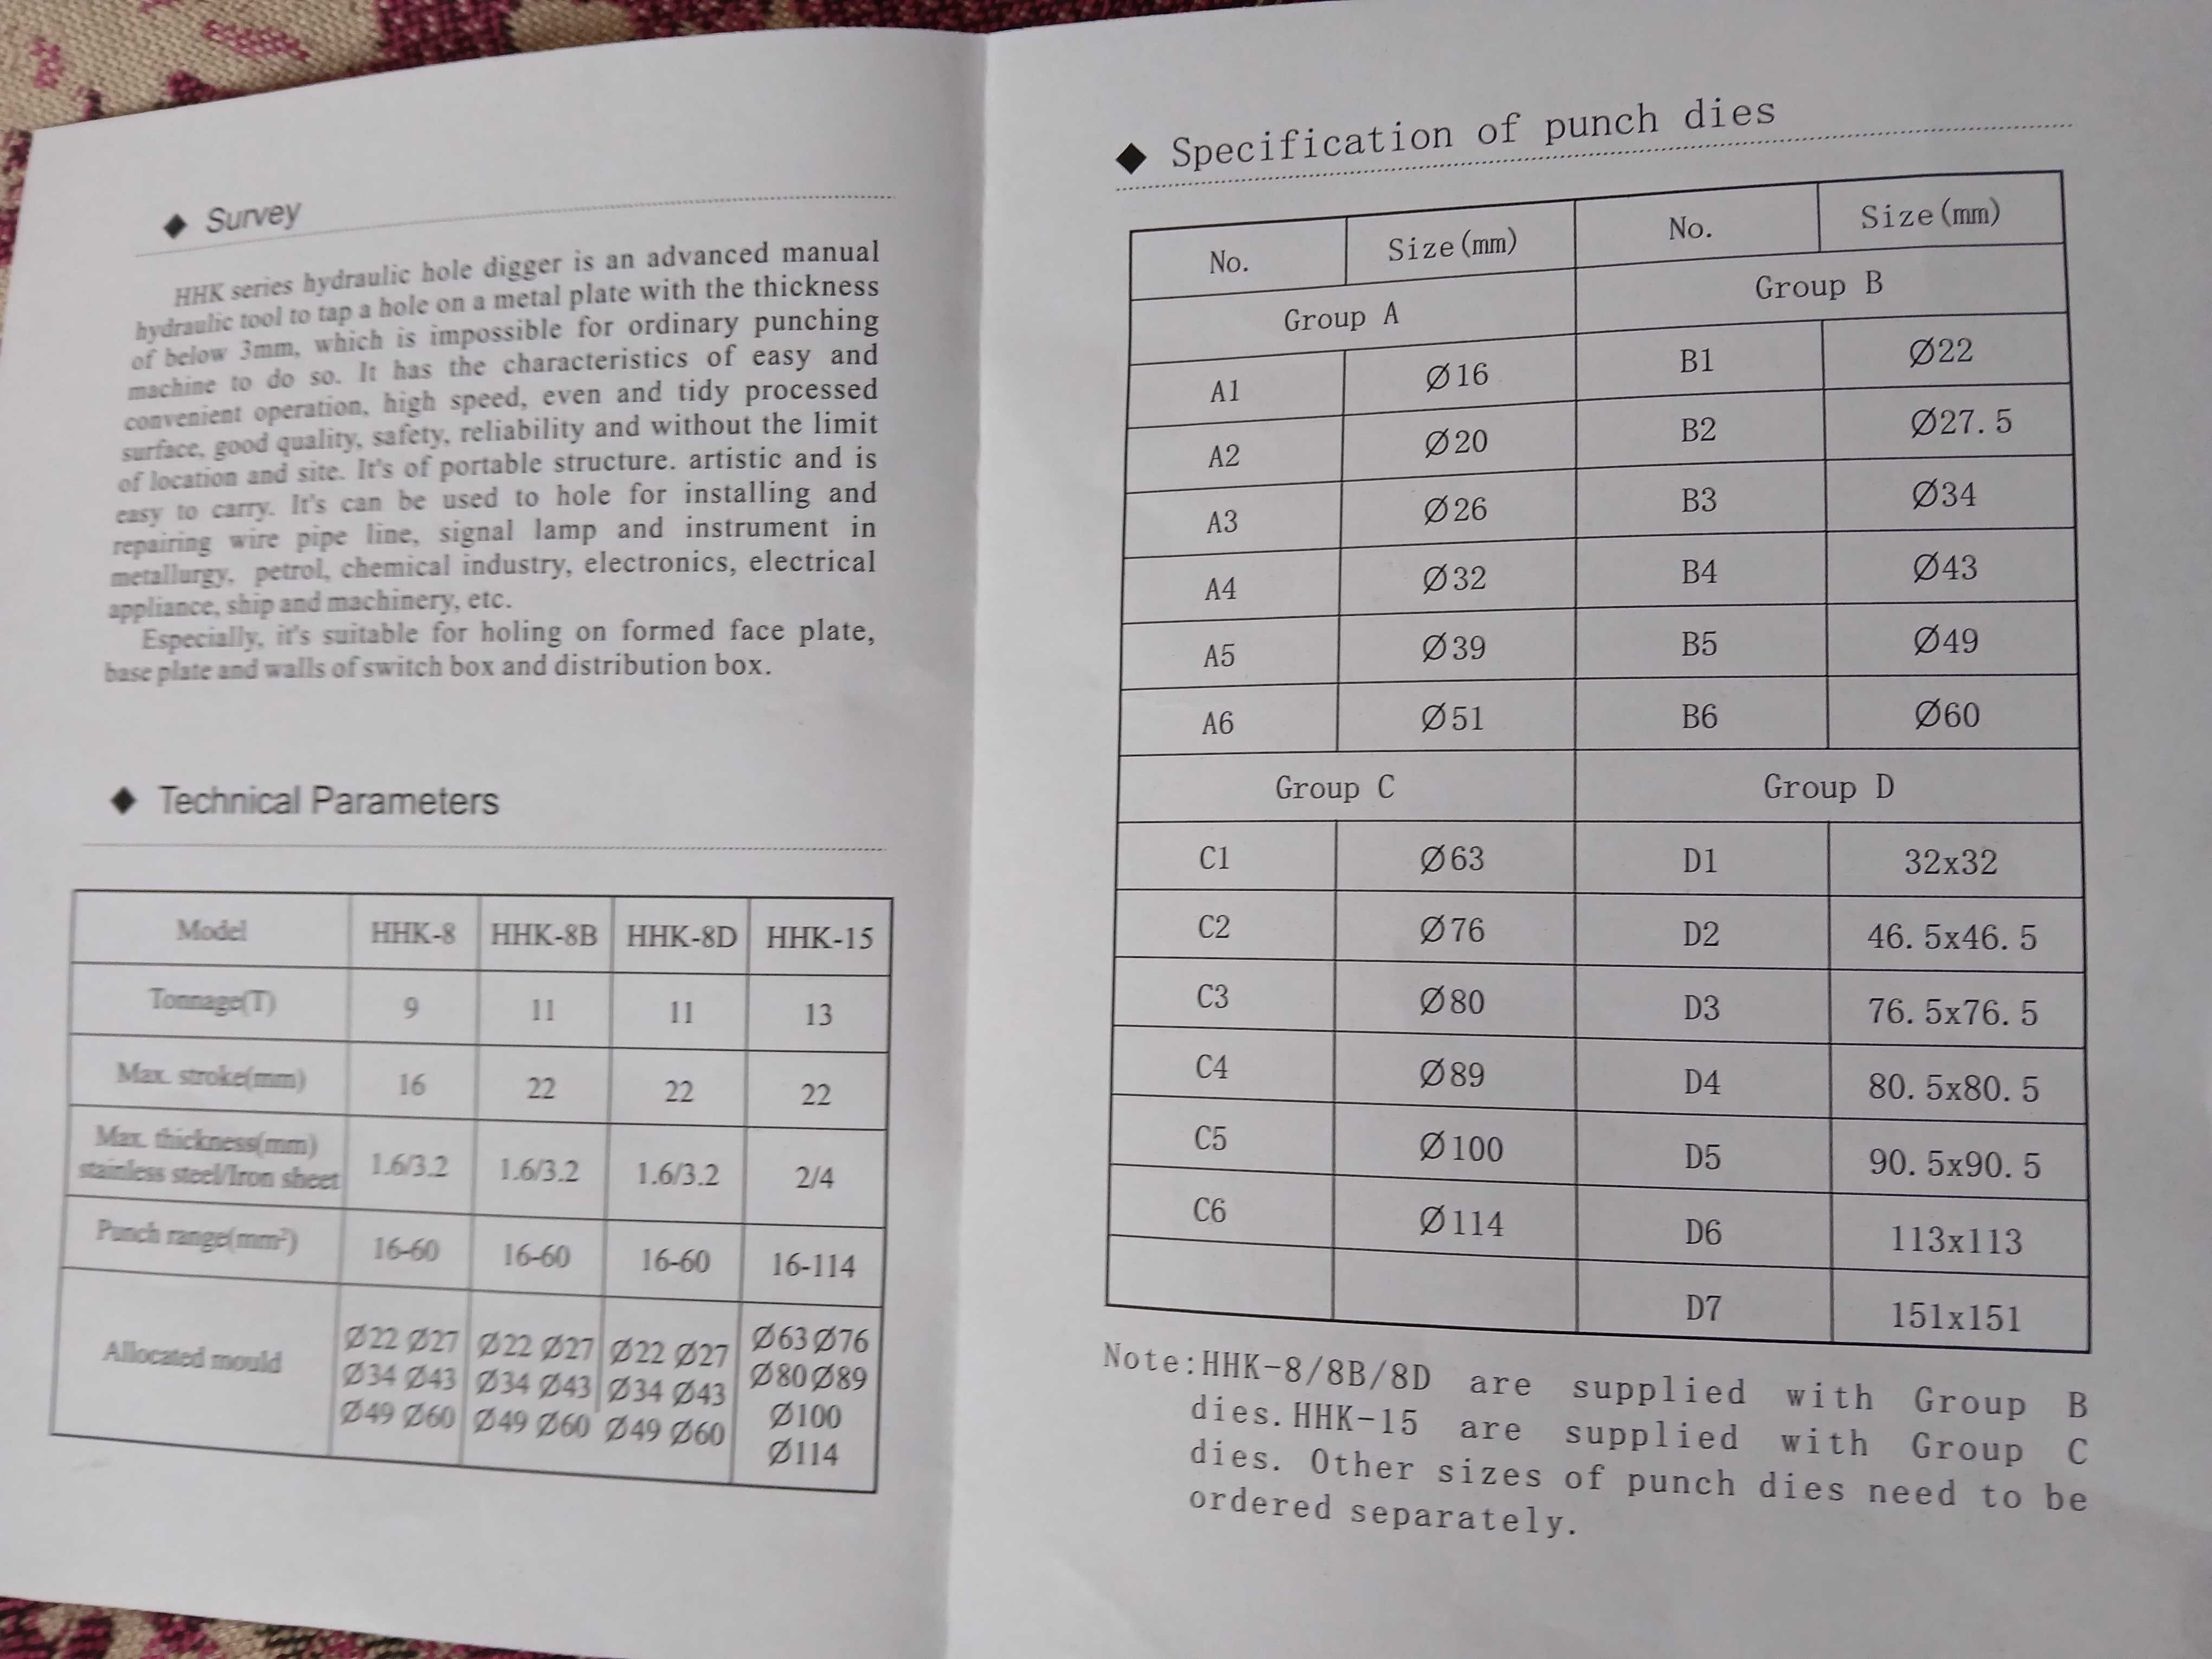 ◆ Survey
HHK series hydraulic hole digger is an advanced manual
hydraulic tool to tap a hole on a metal plate with the thickness
of below 3mm, which is impossible for ordinary punching
machine to do so. It has the characteristics of easy and
convenient operation, high speed, even and tidy processed
surface, good quality, safety, reliability and without the limit
of location and site. It's of portable structure. artistic and is
easy to carry. It's can be used to hole for installing and
repairing wire pipe line, signal lamp and instrument in
metallurgy, petrol, chemical industry, electronics, electrical
appliance, ship and machinery, etc.
Especially, it's suitable for holing on formed face plate,
base plate and walls of switch box and distribution box.
◆ Technical Parameters
Model HHK-8 HHK-8B HHK-8D HHK-15
Tonnage(T) 9 11 11 13
Max. stroke(mm) 16 22 22 22
Max. thickness(mm)
stainless steel/Iron sheet 1.6/3.2 1.6/3.2 1.6/3.2 2/4
Punch range(mm²) 16-60 16-60 16-60 16-114
Allocated mould
Ø22 Ø27 Ø22 Ø27 Ø22 Ø27 Ø63Ø76
Ø34 Ø43 Ø34 Ø43 Ø34 Ø43 Ø80Ø89
Ø49 Ø60 Ø49 Ø60 Ø49 Ø60 Ø100
Ø114
◆ Specification of punch dies
No. Size(mm) No. Size(mm)
Group A Group B
A1 Ø16 B1 Ø22
A2 Ø20 B2 Ø27.5
A3 Ø26 B3 Ø34
A4 Ø32 B4 Ø43
A5 Ø39 B5 Ø49
A6 Ø51 B6 Ø60
Group C Group D
C1 Ø63 D1 32x32
C2 Ø76 D2 46.5x46.5
C3 Ø80 D3 76.5x76.5
C4 Ø89 D4 80.5x80.5
C5 Ø100 D5 90.5x90.5
C6 Ø114 D6 113x113
D7 151x151
Note:HHK-8/8B/8D are supplied with Group B
dies.HHK-15 are supplied with Group C
dies. Other sizes of punch dies need to be
ordered separately.